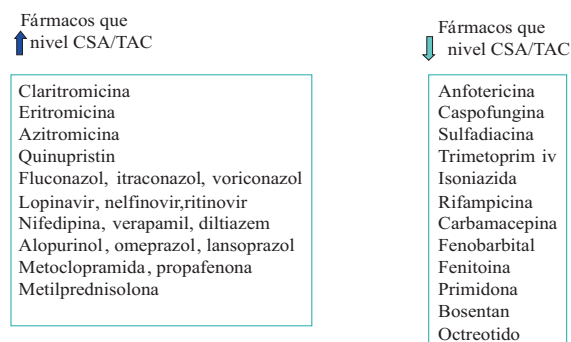 Fármacos que
nivel CSA/TAC
Claritromicina
Eritromicina
Azitromicina
Quinupristin
Fluconazol, itraconazol, voriconazol
Lopinavir, nelfinovir,ritinovir
Nifedipina, verapamil, diltiazem
Alopurinol, omeprazol, lansoprazol
Metoclopramida, propafenona
Metilprednisolona
Fármacos que
nivel CSA/TAC
Anfotericina
Caspofungina
Sulfadiacina
Trimetoprim iv
Isoniazida
Rifampicina
Carbamacepina
Fenobarbital
Fenitoina
Primidona
Bosentan
Octreotido